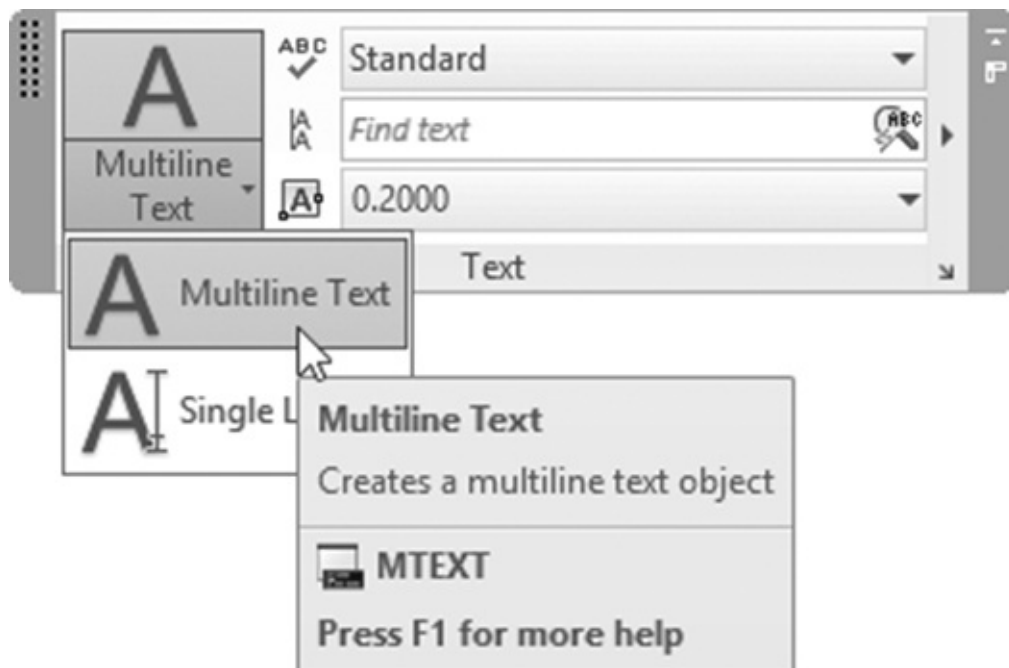 A
Multiline
Text
ABC
Standard
A
A
Find text
ABC
A
0.2000
Text
A Multiline Text
A Single L
Multiline Text
Creates a multiline text object
MTEXT
Press F1 for more help